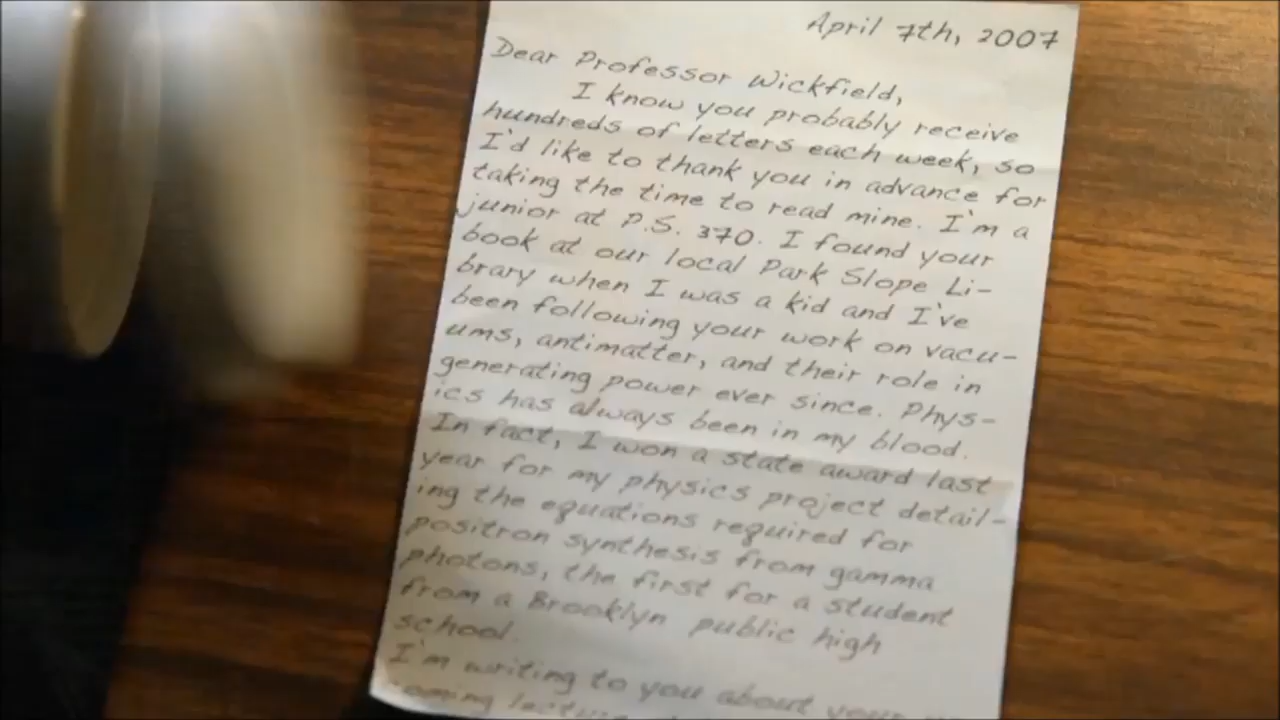 April 7th, 2007
Dear Professor Wickfield,
I know you probably receive
hundreds of letters each week, so
I'd like to thank you in advance for
taking the time to read mine. I'm a
junior at P.S. 370. I found your
book at our local Park Slope Li-
brary when I was a kid and I've
been following your work on vacu-
ums, antimatter, and their role in
generating power ever since. Phys-
ics has always been in my blood.
In fact, I won a state award last
year for my physics project detail-
ing the equations required for
positron synthesis from gamma
photons, the first for a student
from a Brooklyn public high
school.
I'm writing to you about your